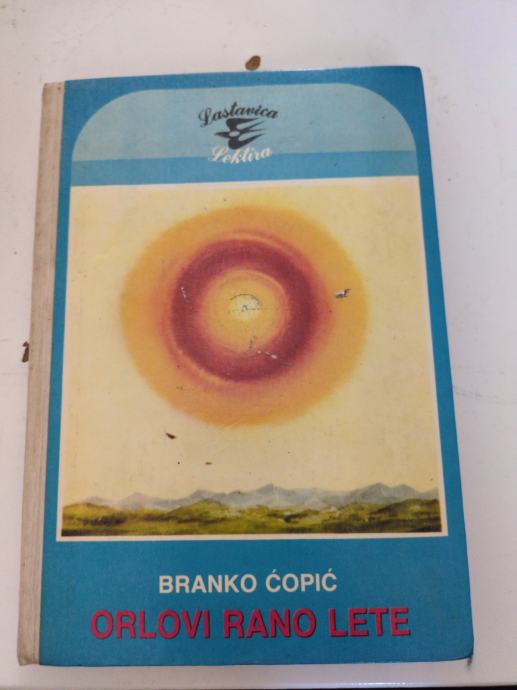 Lastavica
Lektira
BRANKO ĆOPIĆ
ORLOVI RANO LETE